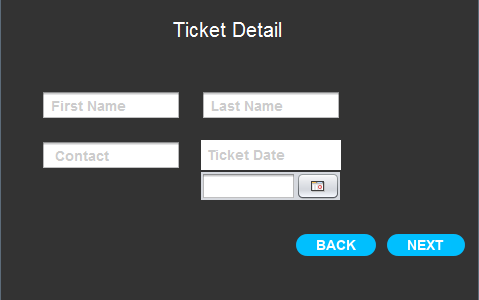 Ticket Detail
First Name
Last Name
Contact
Ticket Date
BACK
NEXT